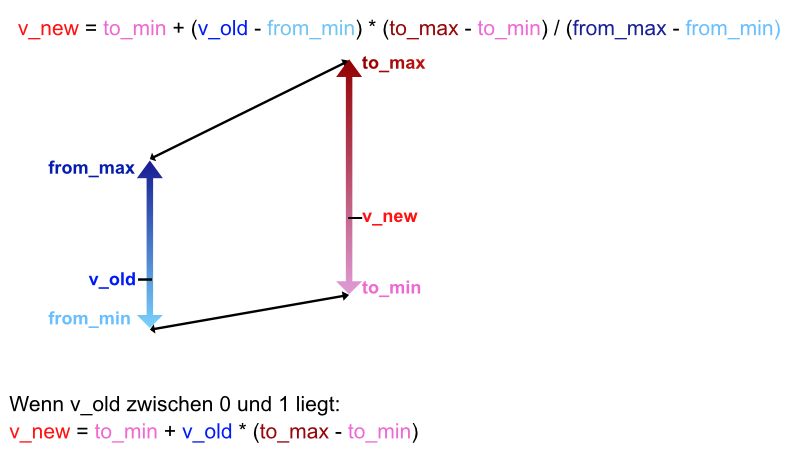 v_new = to_min + (v_old - from_min) * (to_max - to_min) / (from_max - from_min)
to_max
from_max
v_new
v_old
to_min
from_min
Wenn v_old zwischen 0 und 1 liegt:
v_new = to_min + v_old * (to_max - to_min)